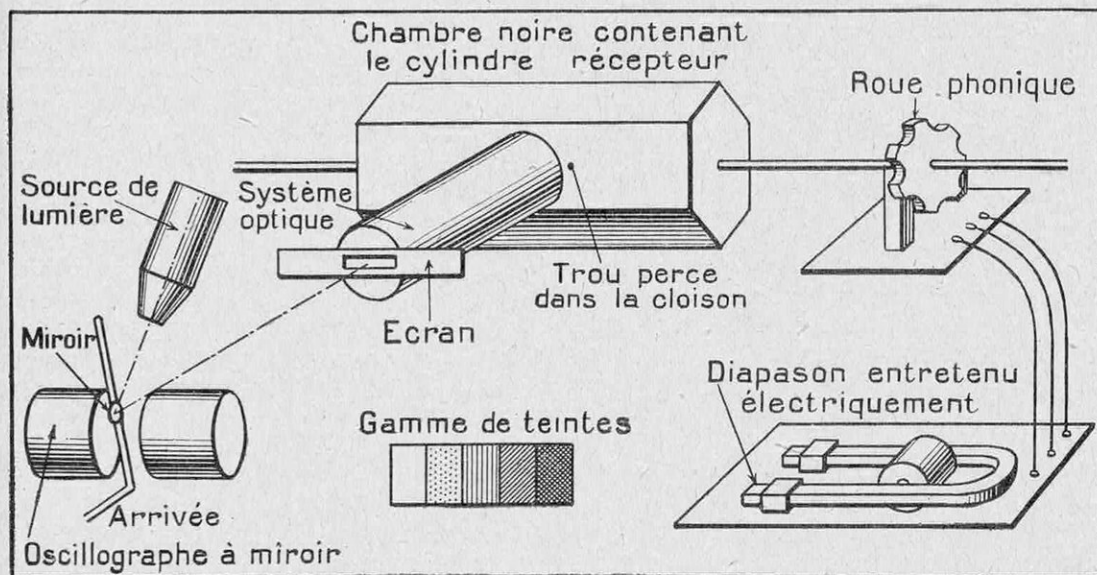 Chambre noire contenant
le cylindre récepteur
Roue phonique
Source de
lumière
Système
optique
Trou perce
dans la cloison
Ecran
Miroir
Diapason entretenu
électriquement
Gamme de teintes
Arrivée
Oscillographe à miroir